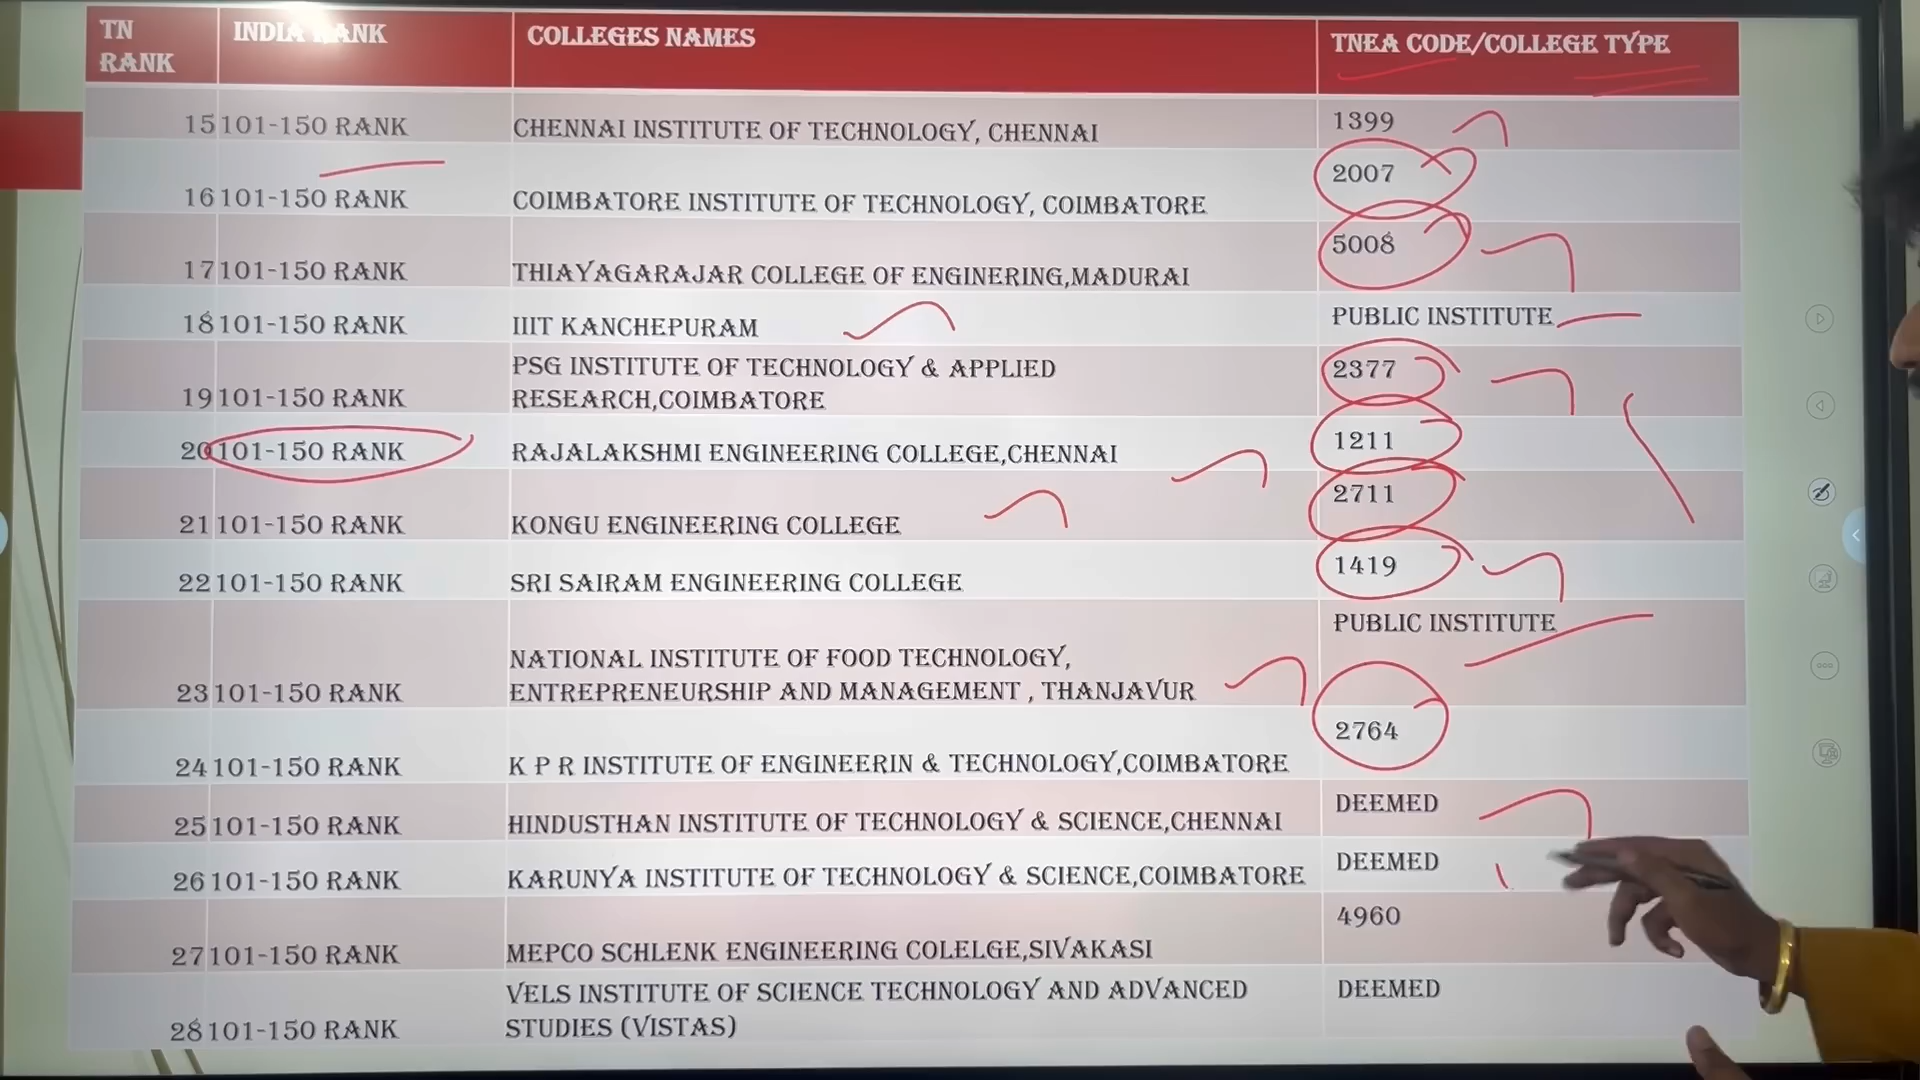 TN RANK INDIA RANK COLLEGES NAMES TNEA CODE/COLLEGE TYPE
15 101-150 RANK CHENNAI INSTITUTE OF TECHNOLOGY, CHENNAI 1399
16 101-150 RANK COIMBATORE INSTITUTE OF TECHNOLOGY, COIMBATORE 2007
17 101-150 RANK THIAYAGARAJAR COLLEGE OF ENGINERING,MADURAI 5008
18 101-150 RANK IIIT KANCHEPURAM PUBLIC INSTITUTE
19 101-150 RANK PSG INSTITUTE OF TECHNOLOGY & APPLIED
RESEARCH,COIMBATORE 2377
20 101-150 RANK RAJALAKSHMI ENGINEERING COLLEGE,CHENNAI 1211
21 101-150 RANK KONGU ENGINEERING COLLEGE 2711
22 101-150 RANK SRI SAIRAM ENGINEERING COLLEGE 1419
23 101-150 RANK NATIONAL INSTITUTE OF FOOD TECHNOLOGY,
ENTREPRENEURSHIP AND MANAGEMENT , THANJAVUR PUBLIC INSTITUTE
24 101-150 RANK K P R INSTITUTE OF ENGINEERIN & TECHNOLOGY,COIMBATORE 2764
25 101-150 RANK HINDUSTHAN INSTITUTE OF TECHNOLOGY & SCIENCE,CHENNAI DEEMED
26 101-150 RANK KARUNYA INSTITUTE OF TECHNOLOGY & SCIENCE,COIMBATORE DEEMED
27 101-150 RANK MEPCO SCHLENK ENGINEERING COLELGE,SIVAKASI 4960
28 101-150 RANK VELS INSTITUTE OF SCIENCE TECHNOLOGY AND ADVANCED
STUDIES (VISTAS) DEEMED